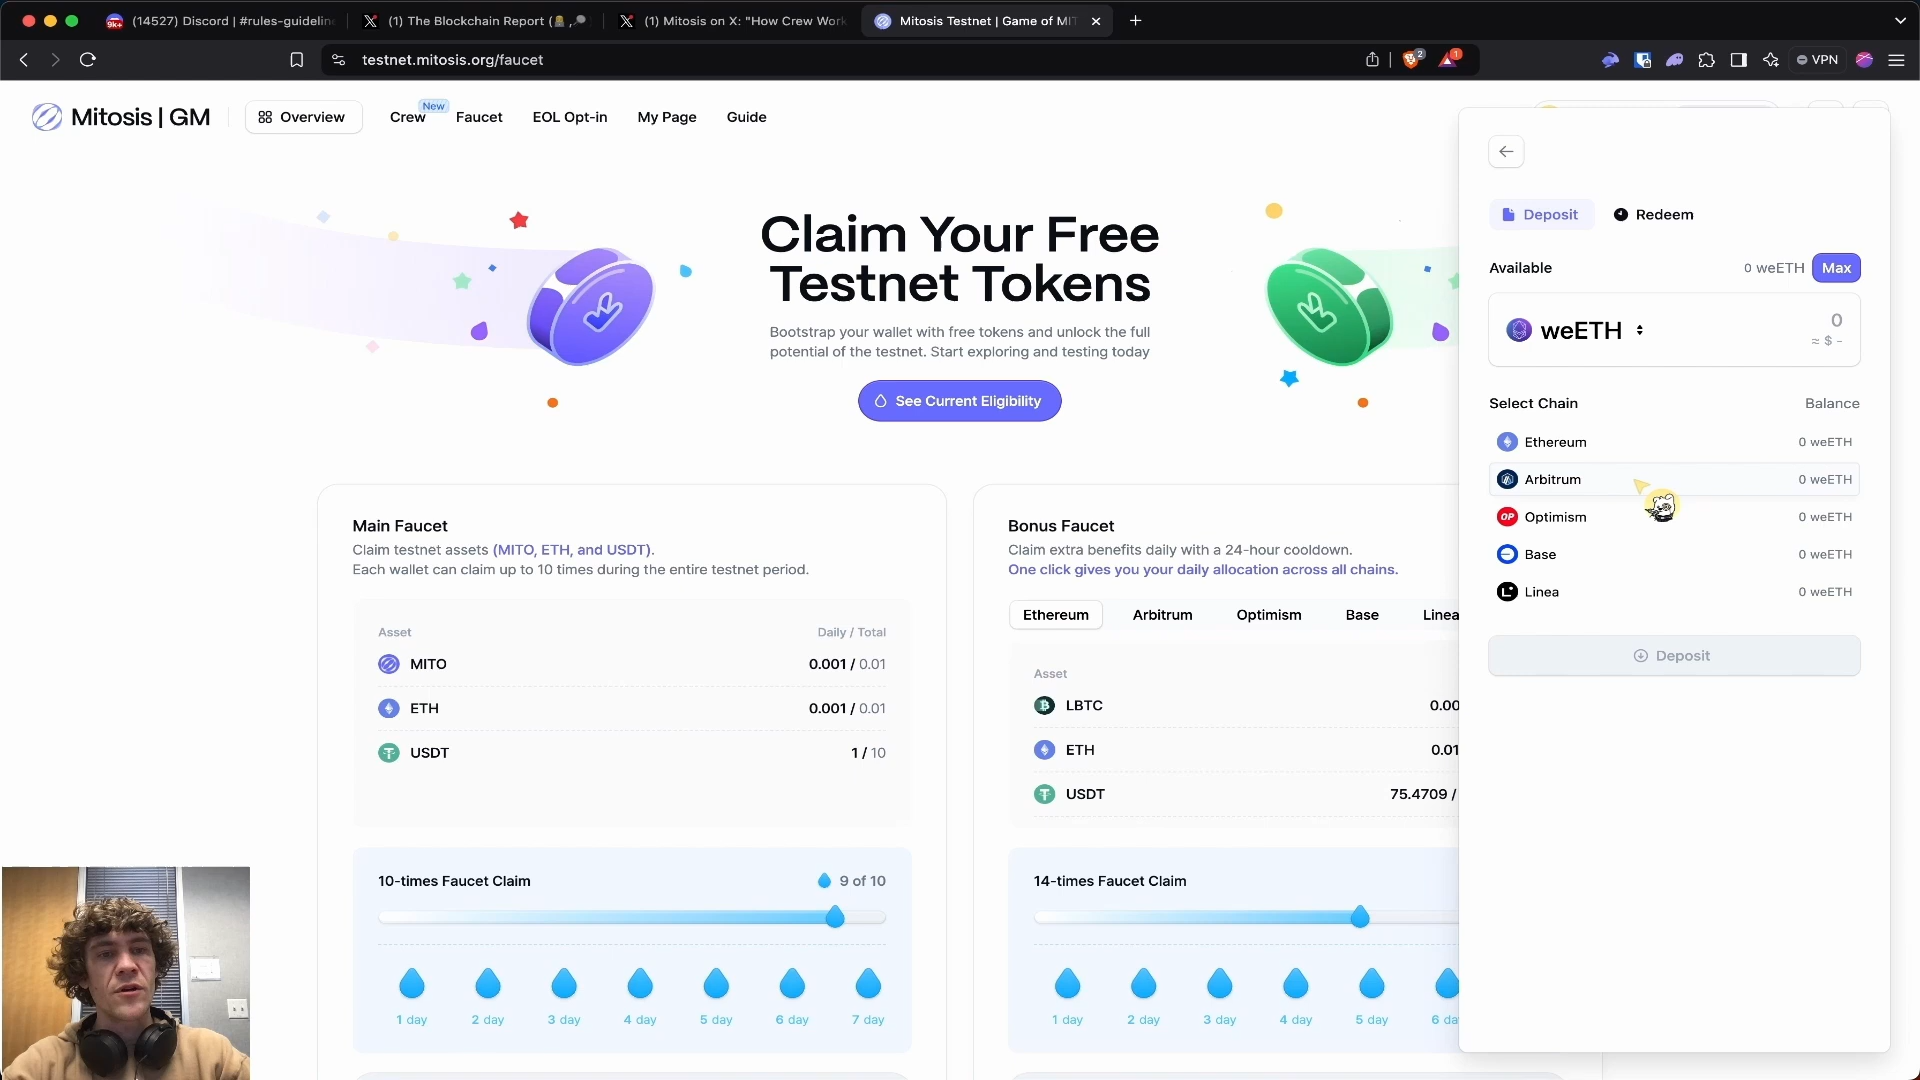 (14527) Discord | #rules-guideline
(1) The Blockchain Report (
(1) Mitosis on X: "How Crew Work
Mitosis Testnet | Game of MIT
testnet.mitosis.org/faucet
2
1
VPN
Mitosis | GM
Overview
Crew
New
Faucet
EOL Opt-in
My Page
Guide
Claim Your Free
Testnet Tokens
Bootstrap your wallet with free tokens and unlock the full
potential of the testnet. Start exploring and testing today
See Current Eligibility
Main Faucet
Claim testnet assets (MITO, ETH, and USDT).
Each wallet can claim up to 10 times during the entire testnet period.
Asset
Daily / Total
MITO
0.001 / 0.01
ETH
0.001 / 0.01
USDT
1 / 10
10-times Faucet Claim
9 of 10
1 day
2 day
3 day
4 day
5 day
6 day
7 day
Bonus Faucet
Claim extra benefits daily with a 24-hour cooldown.
One click gives you your daily allocation across all chains.
Ethereum
Arbitrum
Optimism
Base
Linea
Asset
LBTC
0.00
ETH
0.01
USDT
75.4709 /
14-times Faucet Claim
1 day
2 day
3 day
4 day
5 day
6 da
Deposit
Redeem
Available
0 weETH
Max
weETH
0
≈ $ -
Select Chain
Balance
Ethereum
0 weETH
Arbitrum
0 weETH
Optimism
0 weETH
Base
0 weETH
Linea
0 weETH
Deposit